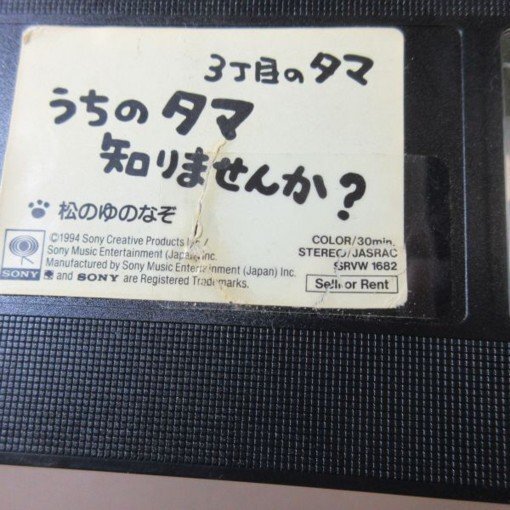 3丁目のタマ
うちのタマ
知りませんか?
松のゆのなぞ
©1994 Sony Creative Products Inc./
Sony Music Entertainment (Japan) Inc.
Manufactured by Sony Music Entertainment (Japan) Inc.
and SONY are Registered Trademarks.
SONY
COLOR/30min.
STEREO/JASRAC
SRVW 1682
Sell or Rent